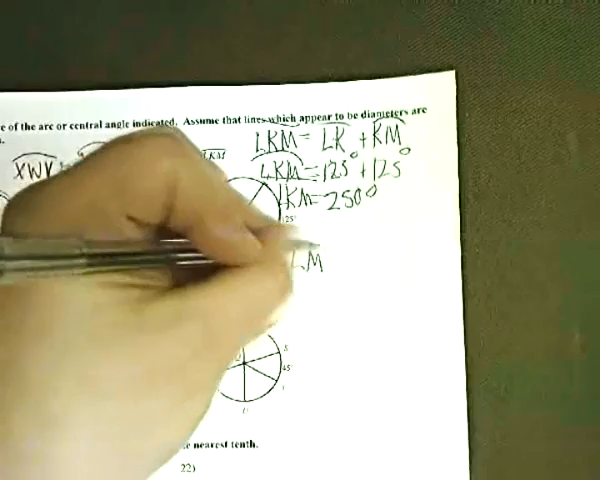 e of the arc or central angle indicated. Assume that lines which appear to be diameters are
LKM = LK + KM
XWV
LKM
LKM = 125° + 125°
KM = 250°
125°
LM
S
45°
e nearest tenth.
22)